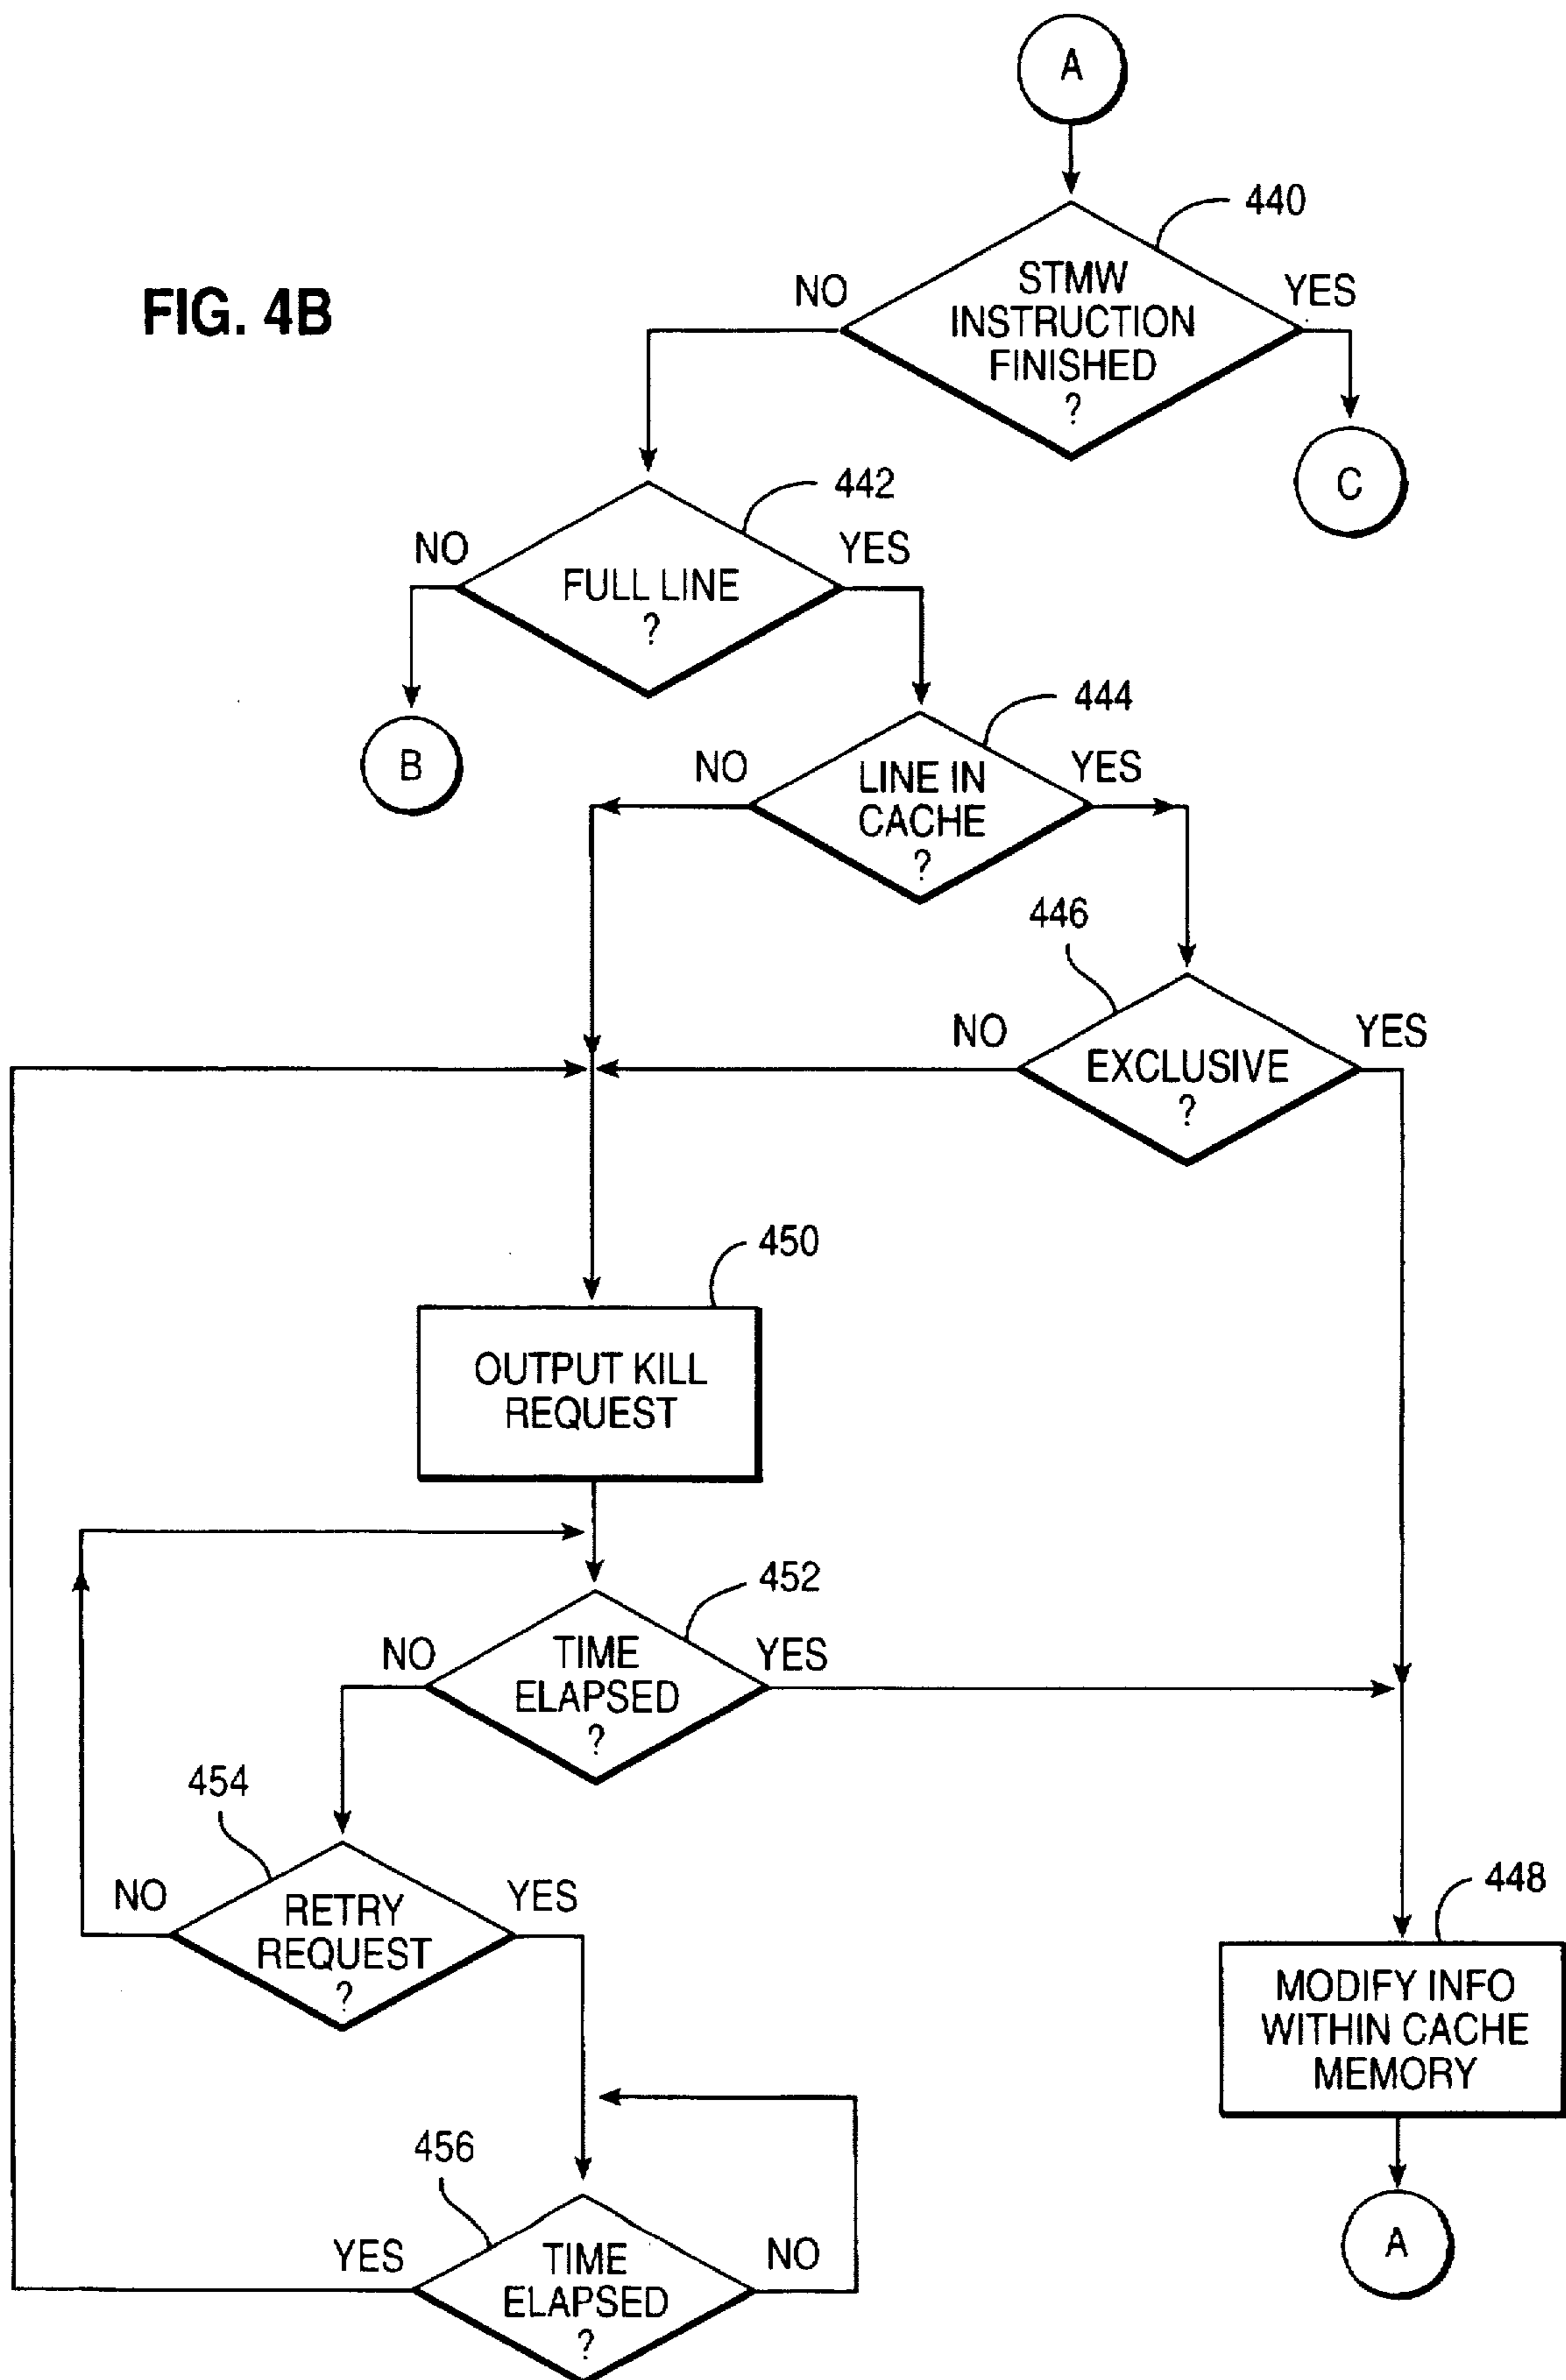 A
440
FIG. 4B
NO
STMW
INSTRUCTION
FINISHED
?
YES
C
442
NO
FULL LINE
?
YES
B
444
NO
LINE IN
CACHE
?
YES
446
NO
EXCLUSIVE
?
YES
450
OUTPUT KILL
REQUEST
452
NO
TIME
ELAPSED
?
YES
454
NO
RETRY
REQUEST
?
YES
448
MODIFY INFO
WITHIN CACHE
MEMORY
456
YES
TIME
ELAPSED
?
NO
A